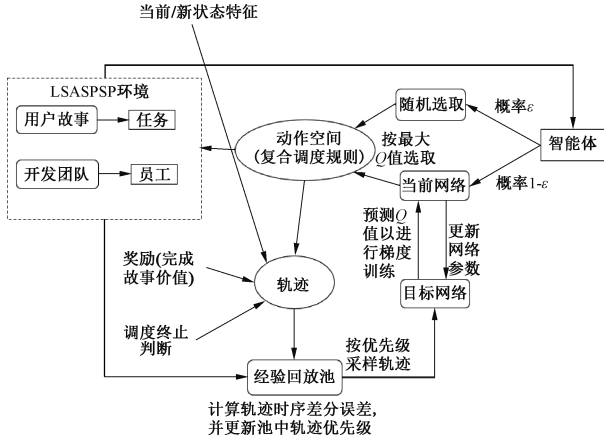 当前/新状态特征
LSASPSP环境
用户故事
任务
开发团队
员工
动作空间
(复合调度规则)
随机选取
概率ε
智能体
按最大
Q值选取
当前网络
概率1-ε
预测Q
值以进
行梯度
训练
更新
网络
参数
目标网络
奖励(完成
故事价值)
轨迹
调度终止
判断
经验回放池
按优先级
采样轨迹
计算轨迹时序差分误差,
并更新池中轨迹优先级